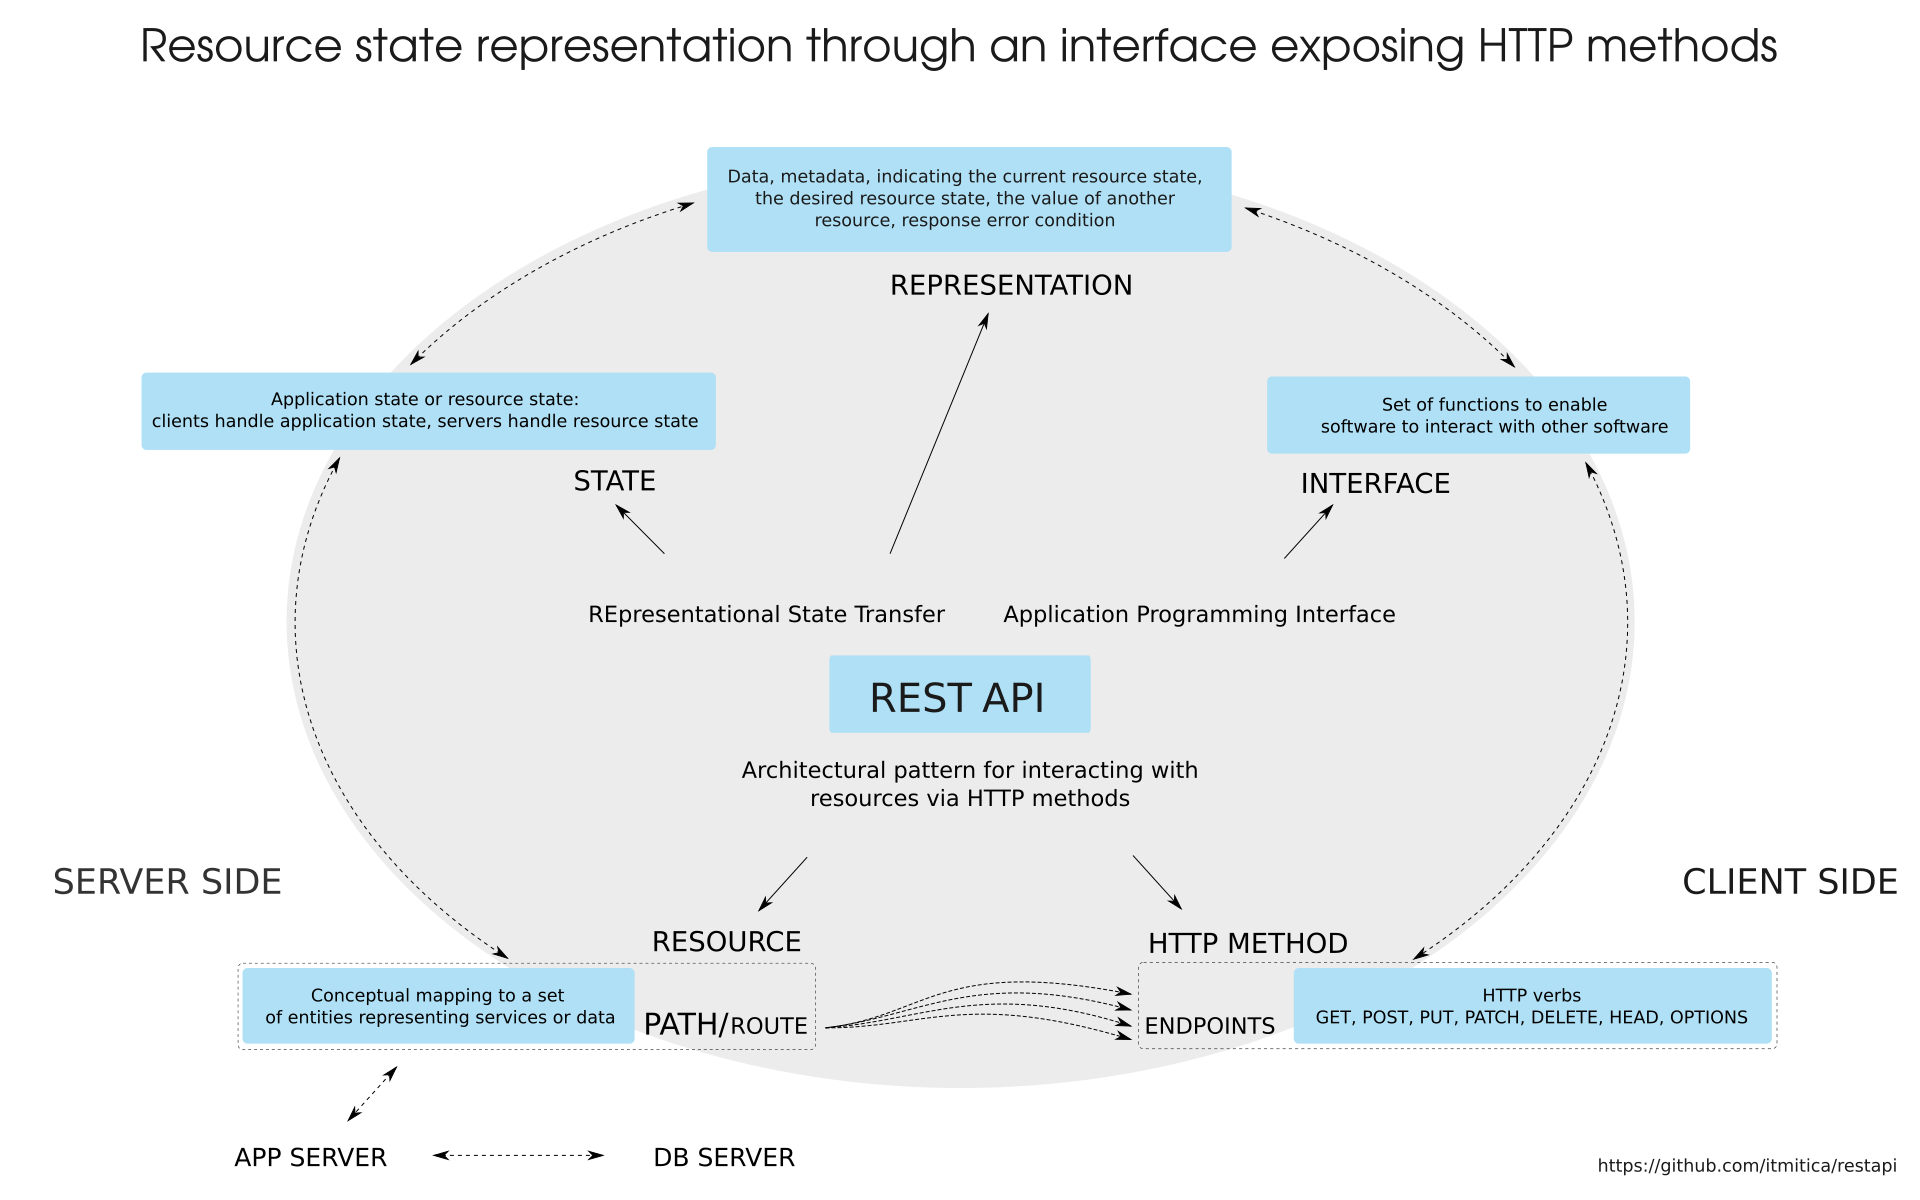 Resource state representation through an interface exposing HTTP methods
Data, metadata, indicating the current resource state,
the desired resource state, the value of another
resource, response error condition
REPRESENTATION
Application state or resource state:
clients handle application state, servers handle resource state
STATE
Set of functions to enable
software to interact with other software
INTERFACE
REpresentational State Transfer
Application Programming Interface
REST API
Architectural pattern for interacting with
resources via HTTP methods
SERVER SIDE
CLIENT SIDE
RESOURCE
HTTP METHOD
Conceptual mapping to a set
of entities representing services or data
PATH/ROUTE
ENDPOINTS
HTTP verbs
GET, POST, PUT, PATCH, DELETE, HEAD, OPTIONS
APP SERVER
DB SERVER
https://github.com/itmitica/restapi